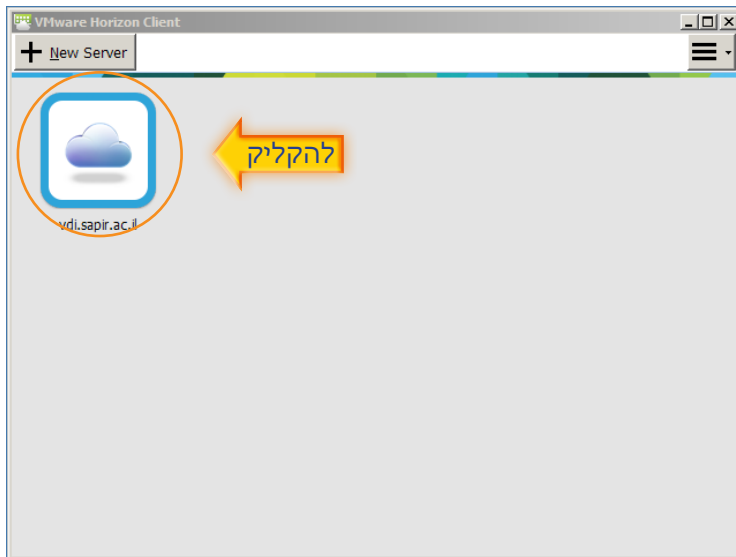 VMware Horizon Client
New Server
להקליק
vdi.sapir.ac.il